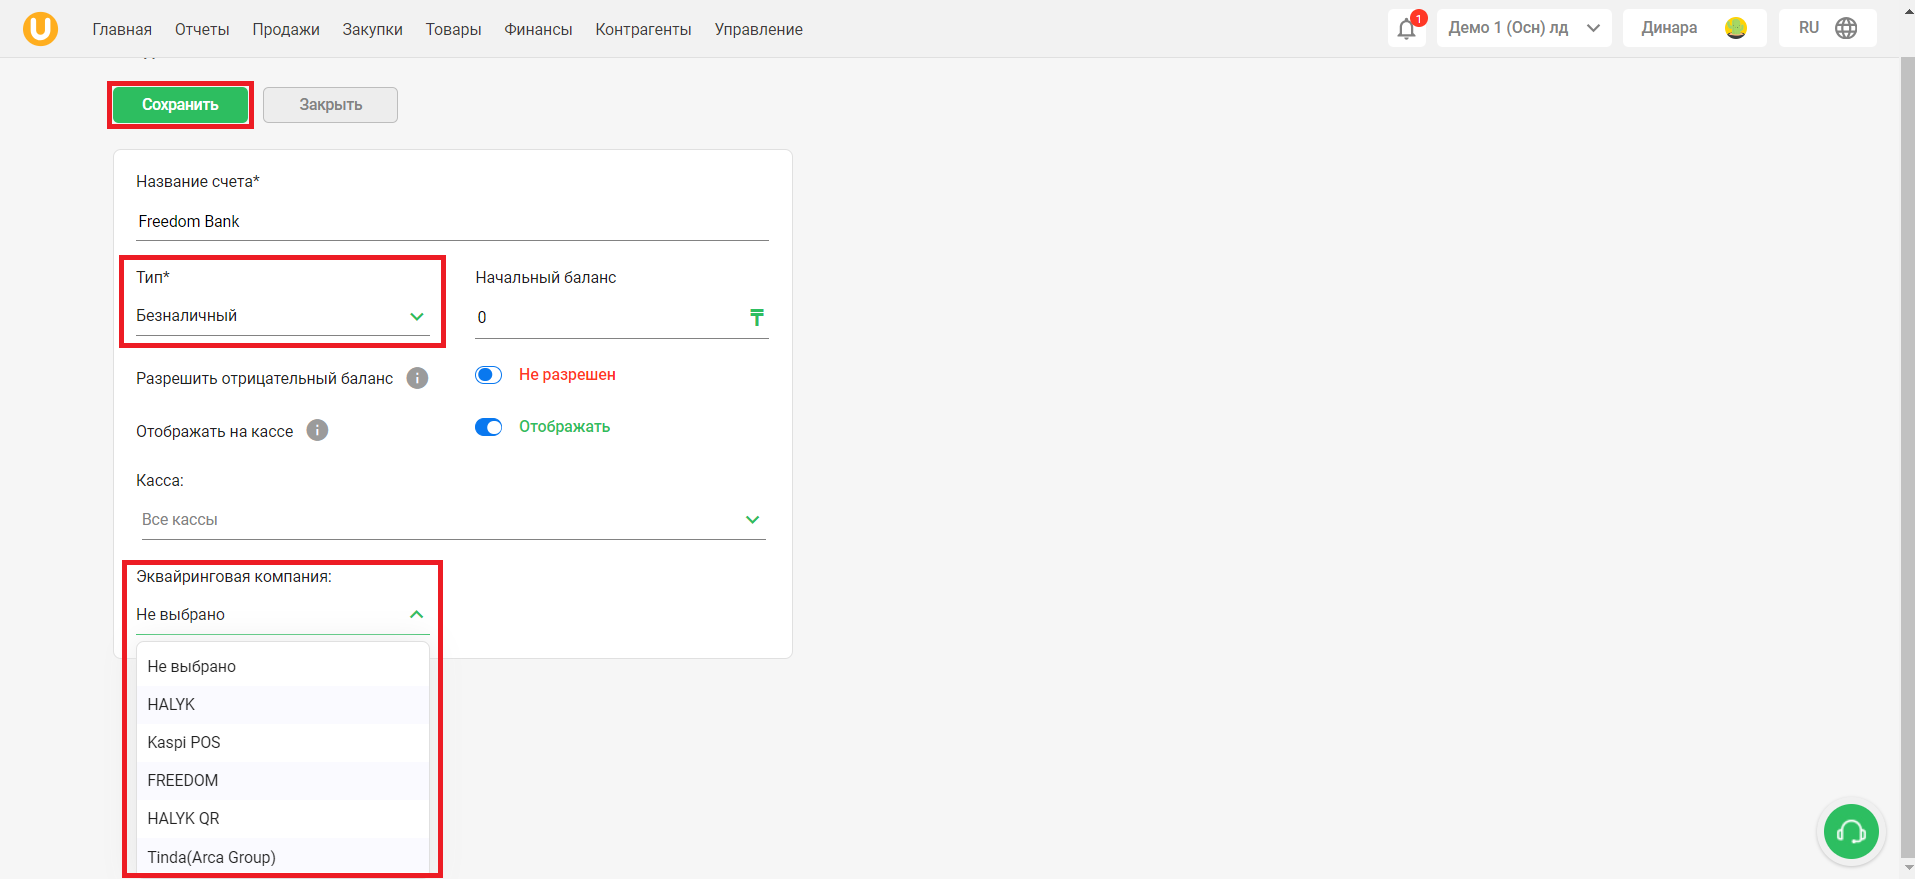 U Главная Отчеты Продажи Закупки Товары Финансы Контрагенты Управление 1 Демо 1 (Осн) лд Динара RU
Сохранить Закрыть
Название счета*
Freedom Bank
Тип* Начальный баланс
Безналичный 0 ₸
Разрешить отрицательный баланс i Не разрешен
Отображать на кассе i Отображать
Касса:
Все кассы
Эквайринговая компания:
Не выбрано
Не выбрано
HALYK
Kaspi POS
FREEDOM
HALYK QR
Tinda(Arca Group)